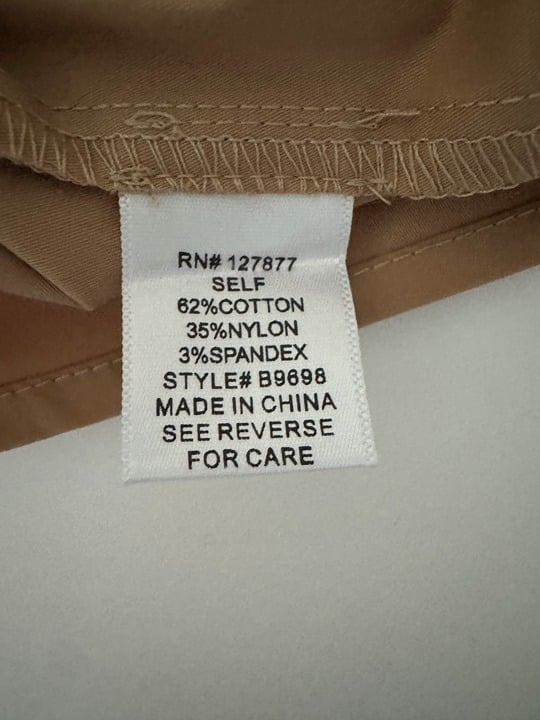 RN# 127877
SELF
62%COTTON
35%NYLON
3%SPANDEX
STYLE# B9698
MADE IN CHINA
SEE REVERSE
FOR CARE